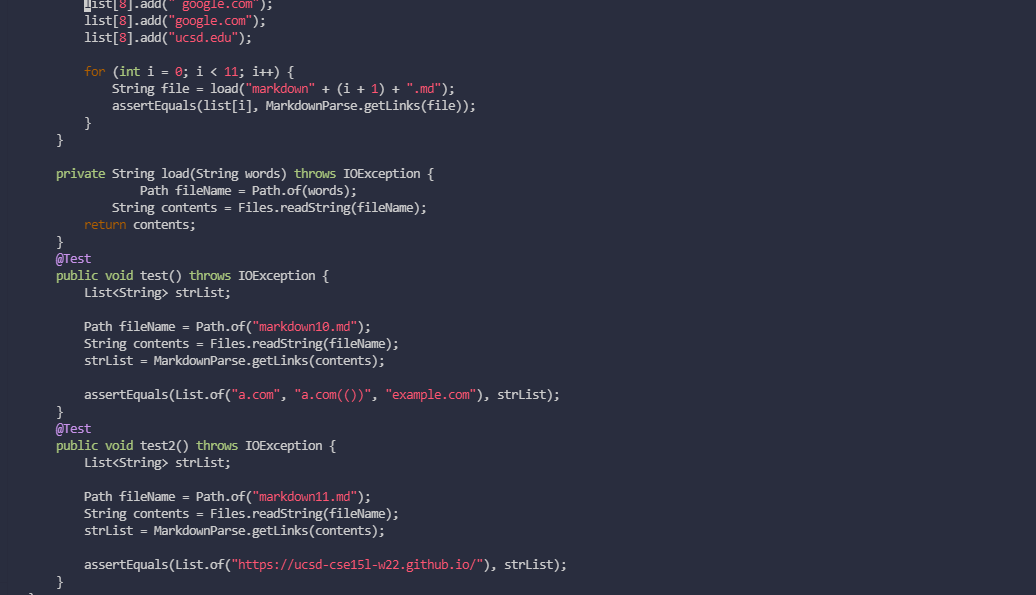 list[8].add(" google.com");
list[8].add("google.com");
list[8].add("ucsd.edu");
for (int i = 0; i < 11; i++) {
String file = load("markdown" + (i + 1) + ".md");
assertEquals(list[i], MarkdownParse.getLinks(file));
}
}
private String load(String words) throws IOException {
Path fileName = Path.of(words);
String contents = Files.readString(fileName);
return contents;
}
@Test
public void test() throws IOException {
List<String> strList;
Path fileName = Path.of("markdown10.md");
String contents = Files.readString(fileName);
strList = MarkdownParse.getLinks(contents);
assertEquals(List.of("a.com", "a.com(())", "example.com"), strList);
}
@Test
public void test2() throws IOException {
List<String> strList;
Path fileName = Path.of("markdown11.md");
String contents = Files.readString(fileName);
strList = MarkdownParse.getLinks(contents);
assertEquals(List.of("https://ucsd-cse15l-w22.github.io/"), strList);
}